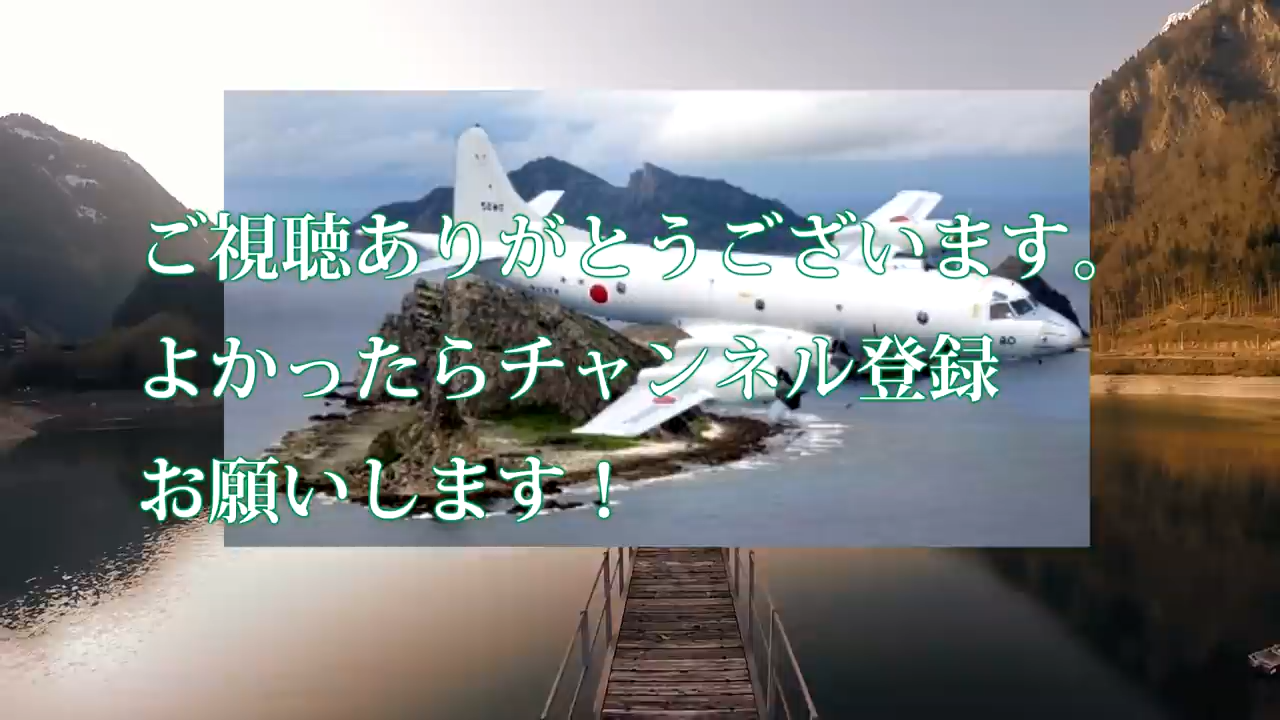 ご視聴ありがとうございます。
よかったらチャンネル登録
お願いします！
20